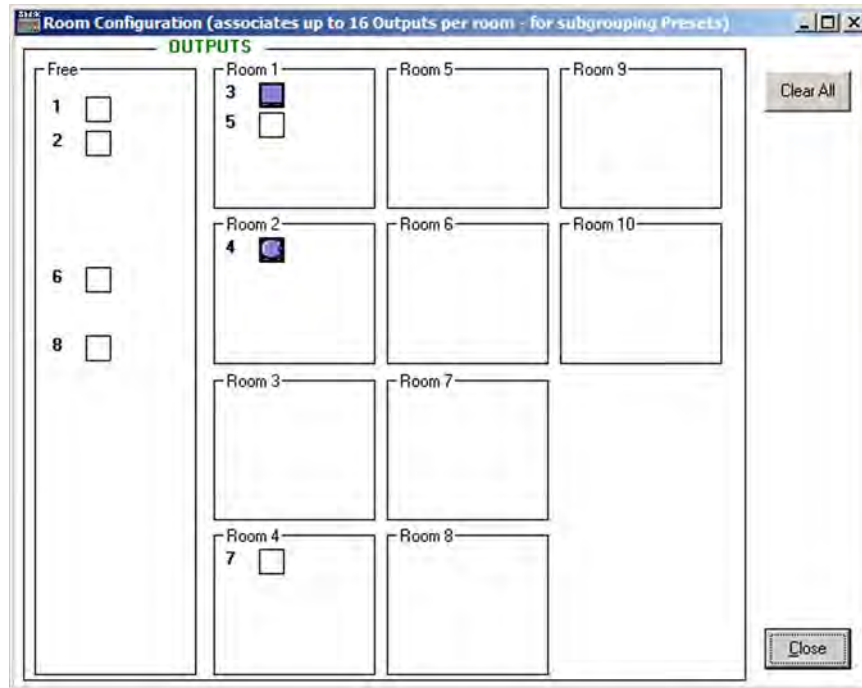 Room Configuration (associates up to 16 Outputs per room - for subgrouping Presets)
OUTPUTS
Free
1
2
6
8
Room 1
3
5
Room 2
4
Room 3
Room 4
7
Room 5
Room 6
Room 7
Room 8
Room 9
Room 10
Clear All
Close